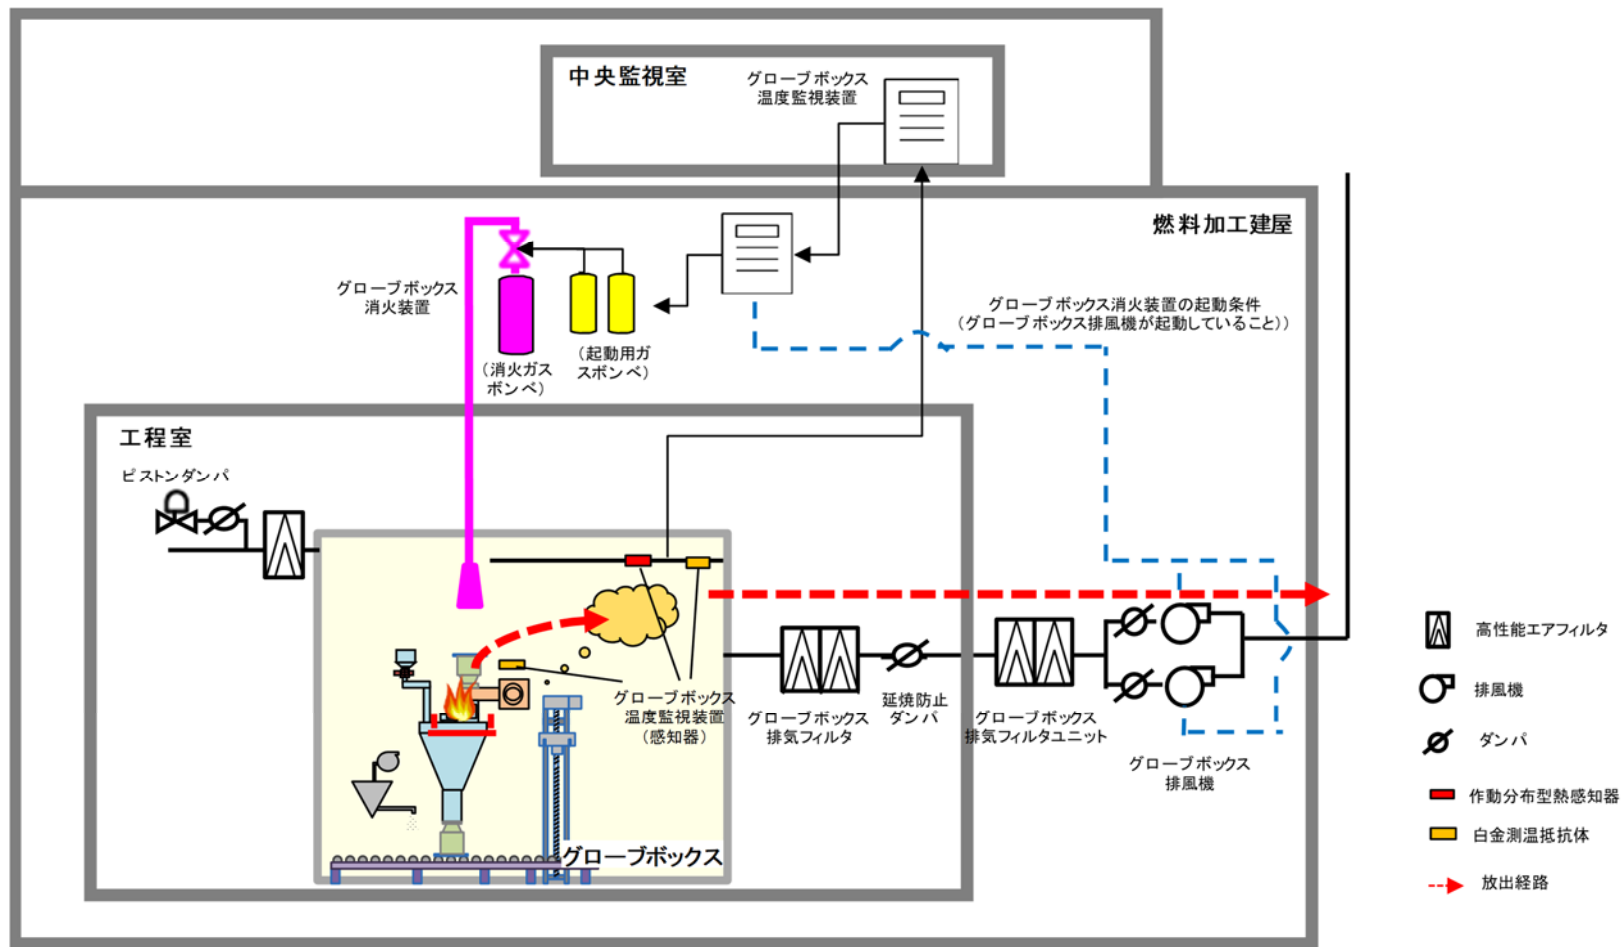 中央監視室
グローブボックス
温度監視装置
燃料加工建屋
グローブボックス
消火装置
グローブボックス消火装置の起動条件
(グローブボックス排風機が起動していること))
(消火ガス
ボンベ)
(起動用ガ
スボンベ)
工程室
ピストンダンパ
グローブボックス
温度監視装置
(感知器)
グローブボックス
排気フィルタ
延焼防止
ダンパ
グローブボックス
排気フィルタユニット
グローブボックス
排風機
グローブボックス
高性能エアフィルタ
排風機
ダンパ
作動分布型熱感知器
白金測温抵抗体
放出経路